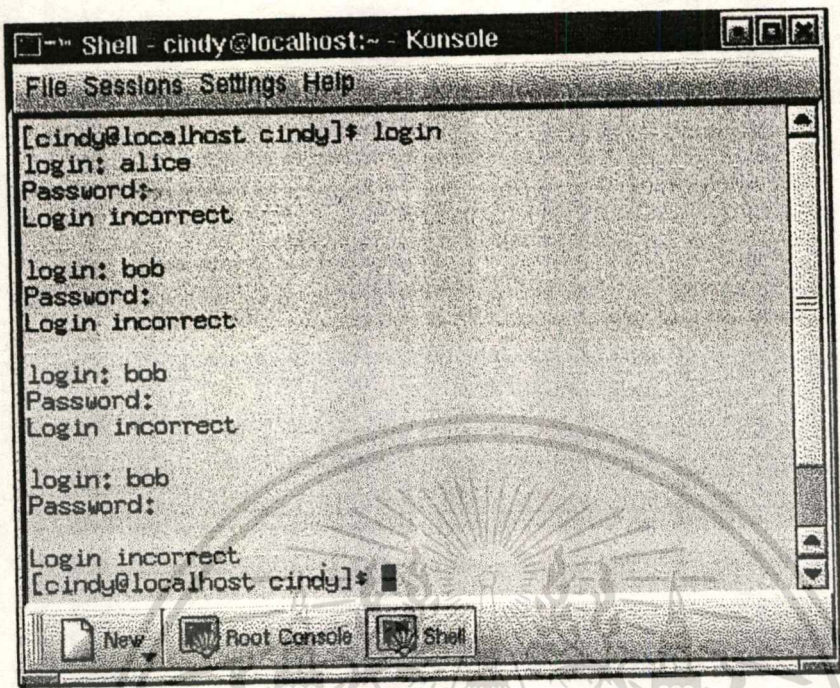 Shell - cindy@localhost:~ - Konsole
File Sessions Settings Help
[cindy@localhost cindy]$ login
login: alice
Password:
Login incorrect
login: bob
Password:
Login incorrect
login: bob
Password:
Login incorrect
login: bob
Password:
Login incorrect
[cindy@localhost cindy]$
New Root Console Shell